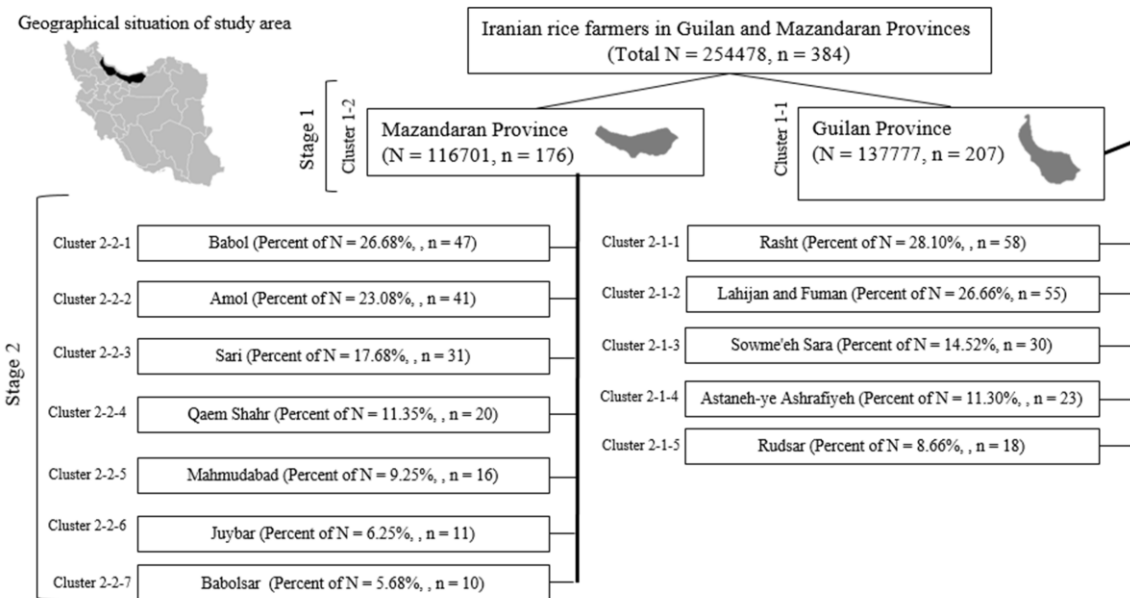 Geographical situation of study area
Iranian rice farmers in Guilan and Mazandaran Provinces
(Total N = 254478, n = 384)
Stage 1
Cluster 1-2
Mazandaran Province
(N = 116701, n = 176)
Cluster 1-1
Guilan Province
(N = 137777, n = 207)
Stage 2
Cluster 2-2-1
Babol (Percent of N = 26.68%, , n = 47)
Cluster 2-2-2
Amol (Percent of N = 23.08%, , n = 41)
Cluster 2-2-3
Sari (Percent of N = 17.68%, , n = 31)
Cluster 2-2-4
Qaem Shahr (Percent of N = 11.35%, , n = 20)
Cluster 2-2-5
Mahmudabad (Percent of N = 9.25%, , n = 16)
Cluster 2-2-6
Juybar (Percent of N = 6.25%, , n = 11)
Cluster 2-2-7
Babolsar (Percent of N = 5.68%, , n = 10)
Cluster 2-1-1
Rasht (Percent of N = 28.10%, , n = 58)
Cluster 2-1-2
Lahijan and Fuman (Percent of N = 26.66%, n = 55)
Cluster 2-1-3
Sowme'eh Sara (Percent of N = 14.52%, n = 30)
Cluster 2-1-4
Astaneh-ye Ashrafiyeh (Percent of N = 11.30%, , n = 23)
Cluster 2-1-5
Rudsar (Percent of N = 8.66%, , n = 18)